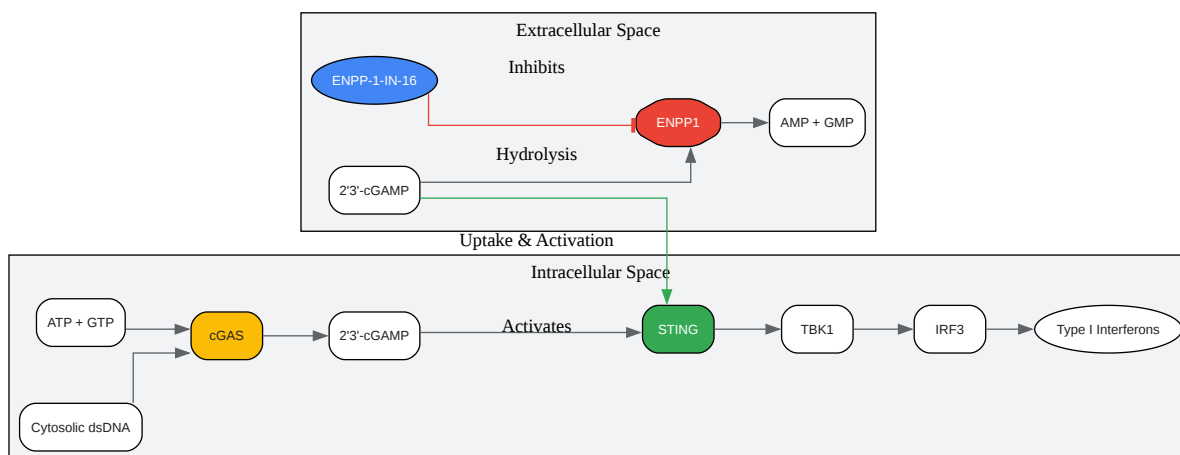 Extracellular Space
Inhibits
ENPP-1-IN-16
ENPP1
AMP + GMP
Hydrolysis
2'3'-cGAMP
Uptake & Activation
Intracellular Space
ATP + GTP
cGAS
2'3'-cGAMP
Activates
STING
TBK1
IRF3
Type I Interferons
Cytosolic dsDNA